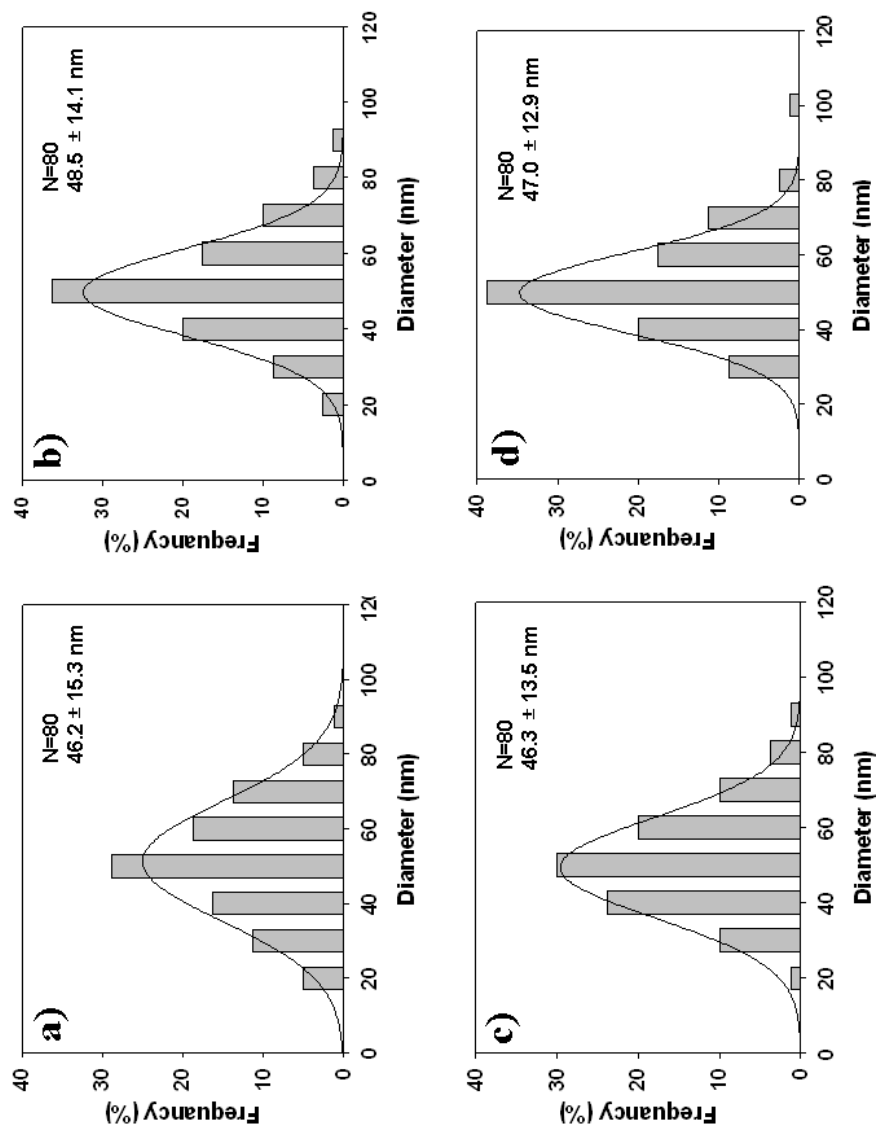 a)
N=80
46.2 ± 15.3 nm
Frequancy (%)
40
30
20
10
0
0 20 40 60 80 100 120
Diameter (nm)
b)
N=80
48.5 ± 14.1 nm
Frequancy (%)
40
30
20
10
0
0 20 40 60 80 100 120
Diameter (nm)
c)
N=80
46.3 ± 13.5 nm
Frequancy (%)
40
30
20
10
0
0 20 40 60 80 100 120
Diameter (nm)
d)
N=80
47.0 ± 12.9 nm
Frequancy (%)
40
30
20
10
0
0 20 40 60 80 100 120
Diameter (nm)